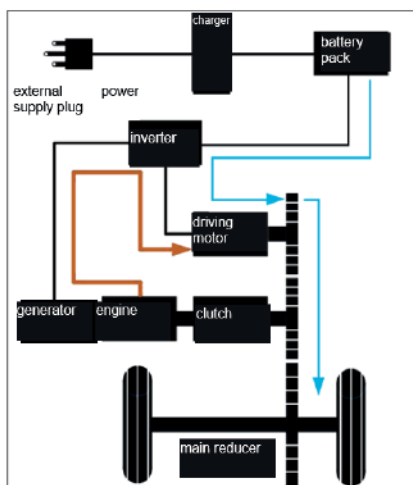 charger
battery
pack
external power
supply plug
inverter
driving
motor
generator
engine
clutch
main reducer